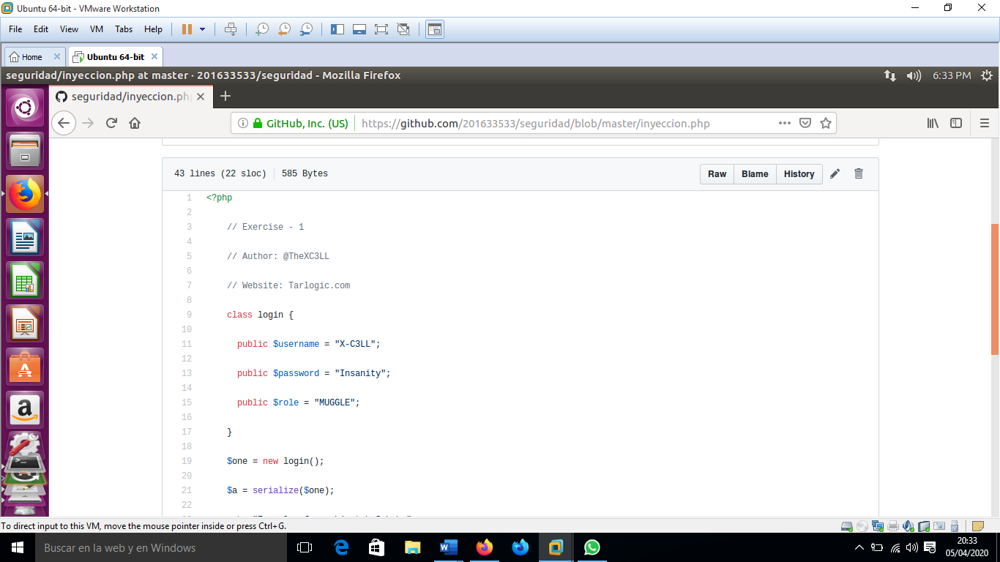 Ubuntu 64-bit - VMware Workstation
File Edit View VM Tabs Help
Home Ubuntu 64-bit
seguridad/inyeccion.php at master · 201633533/seguridad - Mozilla Firefox 6:33 PM
seguridad/inyeccion.ph
GitHub, Inc. (US) https://github.com/201633533/seguridad/blob/master/inyeccion.php
43 lines (22 sloc) 585 Bytes Raw Blame History
1 <?php
2
3 // Exercise - 1
4
5 // Author: @TheXC3LL
6
7 // Website: Tarlogic.com
8
9 class login {
10
11 public $username = "X-C3LL";
12
13 public $password = "Insanity";
14
15 public $role = "MUGGLE";
16
17 }
18
19 $one = new login();
20
21 $a = serialize($one);
22
To direct input to this VM, move the mouse pointer inside or press Ctrl+G.
Buscar en la web y en Windows
20:33
05/04/2020